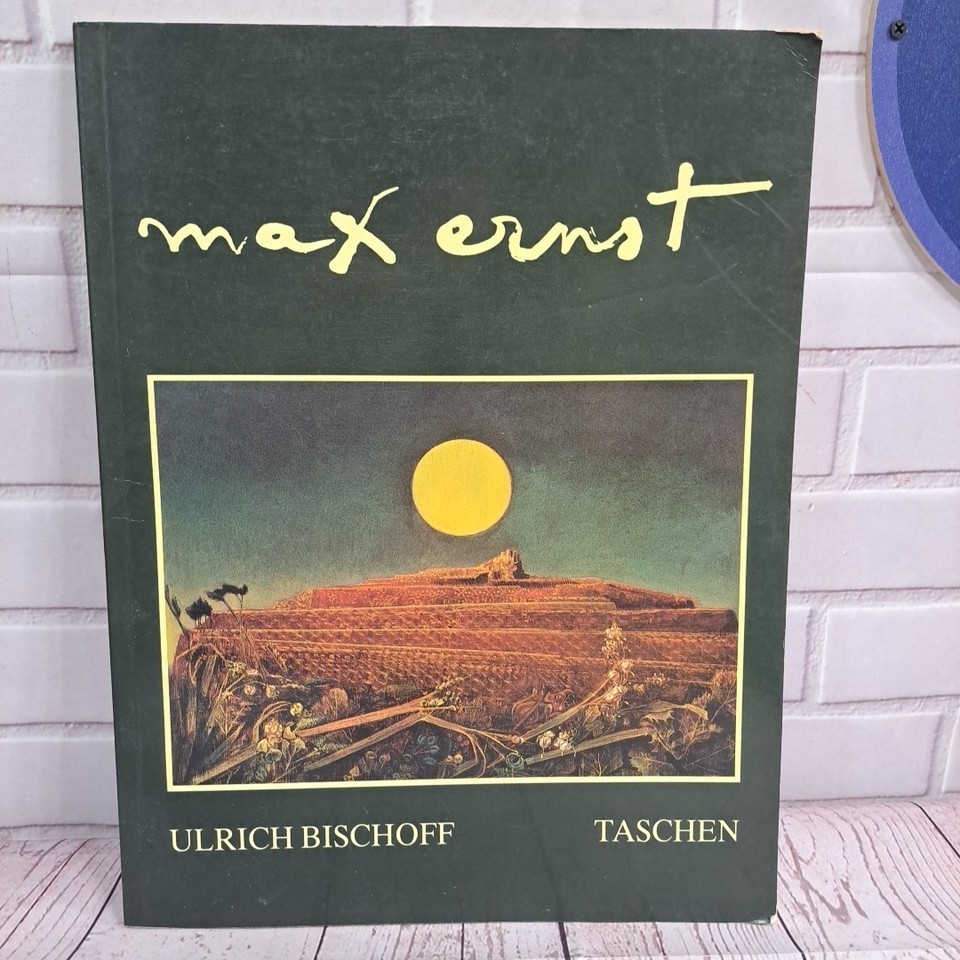 max ernst
ULRICH BISCHOFF
TASCHEN